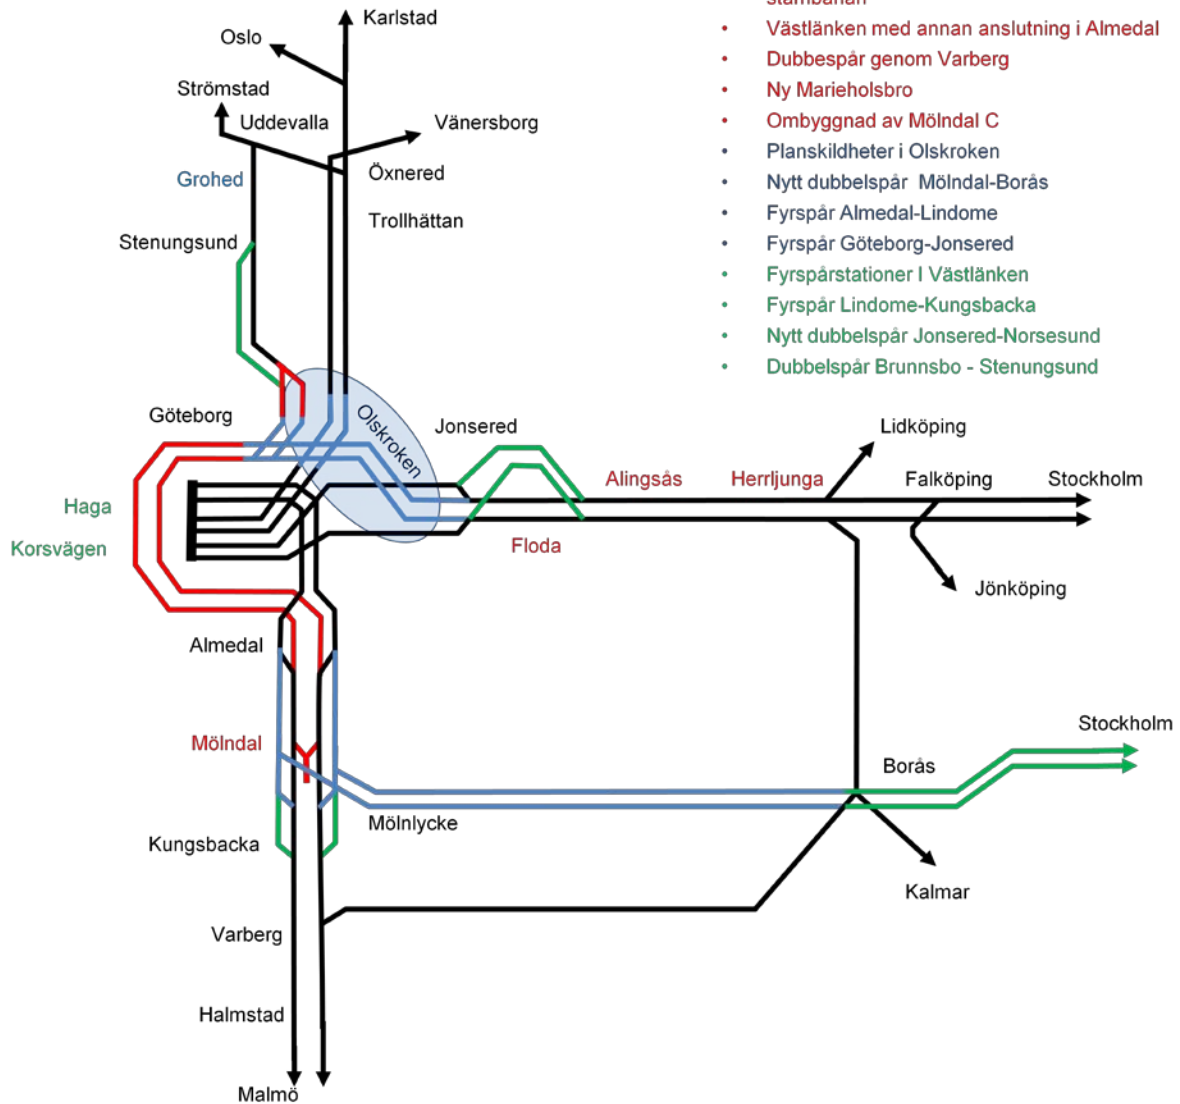 stambanan
• Västlänken med annan anslutning i Almedal
• Dubbespår genom Varberg
• Ny Marieholsbro
• Ombyggnad av Mölndal C
• Planskildheter i Olskroken
• Nytt dubbelspår Mölndal-Borås
• Fyrspår Almedal-Lindome
• Fyrspår Göteborg-Jonsered
• Fyrspårstationer I Västlänken
• Fyrspår Lindome-Kungsbacka
• Nytt dubbelspår Jonsered-Norsesund
• Dubbelspår Brunnsbo - Stenungsund
Karlstad
Oslo
Strömstad
Uddevalla
Vänersborg
Grohed
Öxnered
Trollhättan
Stenungsund
Göteborg
Olskroken
Jonsered
Lidköping
Alingsås
Herrljunga
Falköping
Stockholm
Haga
Korsvägen
Floda
Jönköping
Almedal
Mölndal
Stockholm
Borås
Mölnlycke
Kungsbacka
Kalmar
Varberg
Halmstad
Malmö